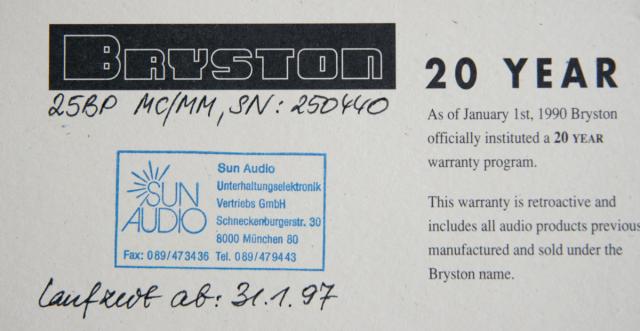 BRYSTON
25BP MC/MM, SN: 250440
SUN
AUDIO
Sun Audio
Unterhaltungselektronik
Vertriebs GmbH
Schneckenburgerstr. 30
8000 München 80
Fax: 089/473436 Tel. 089/479443
Laufzeit ab: 31.1.97
20 YEAR
As of January 1st, 1990 Bryston
officially instituted a 20 YEAR
warranty program.
This warranty is retroactive and
includes all audio products previous
manufactured and sold under the
Bryston name.